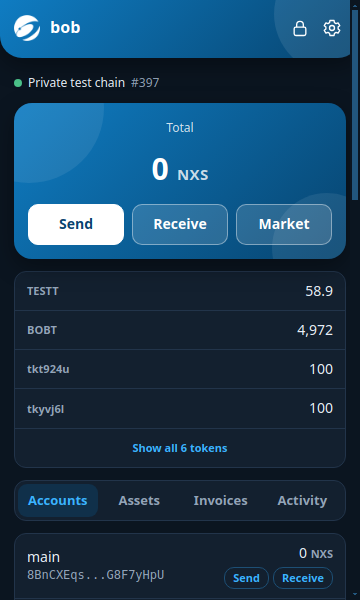 bob
Private test chain #397
Total
0 NXS
Send Receive Market
TESTT 58.9
BOBT 4,972
tkt924u 100
tkyvj6l 100
Show all 6 tokens
Accounts Assets Invoices Activity
main 0 NXS
8BnCXEqs...G8F7yHpU Send Receive